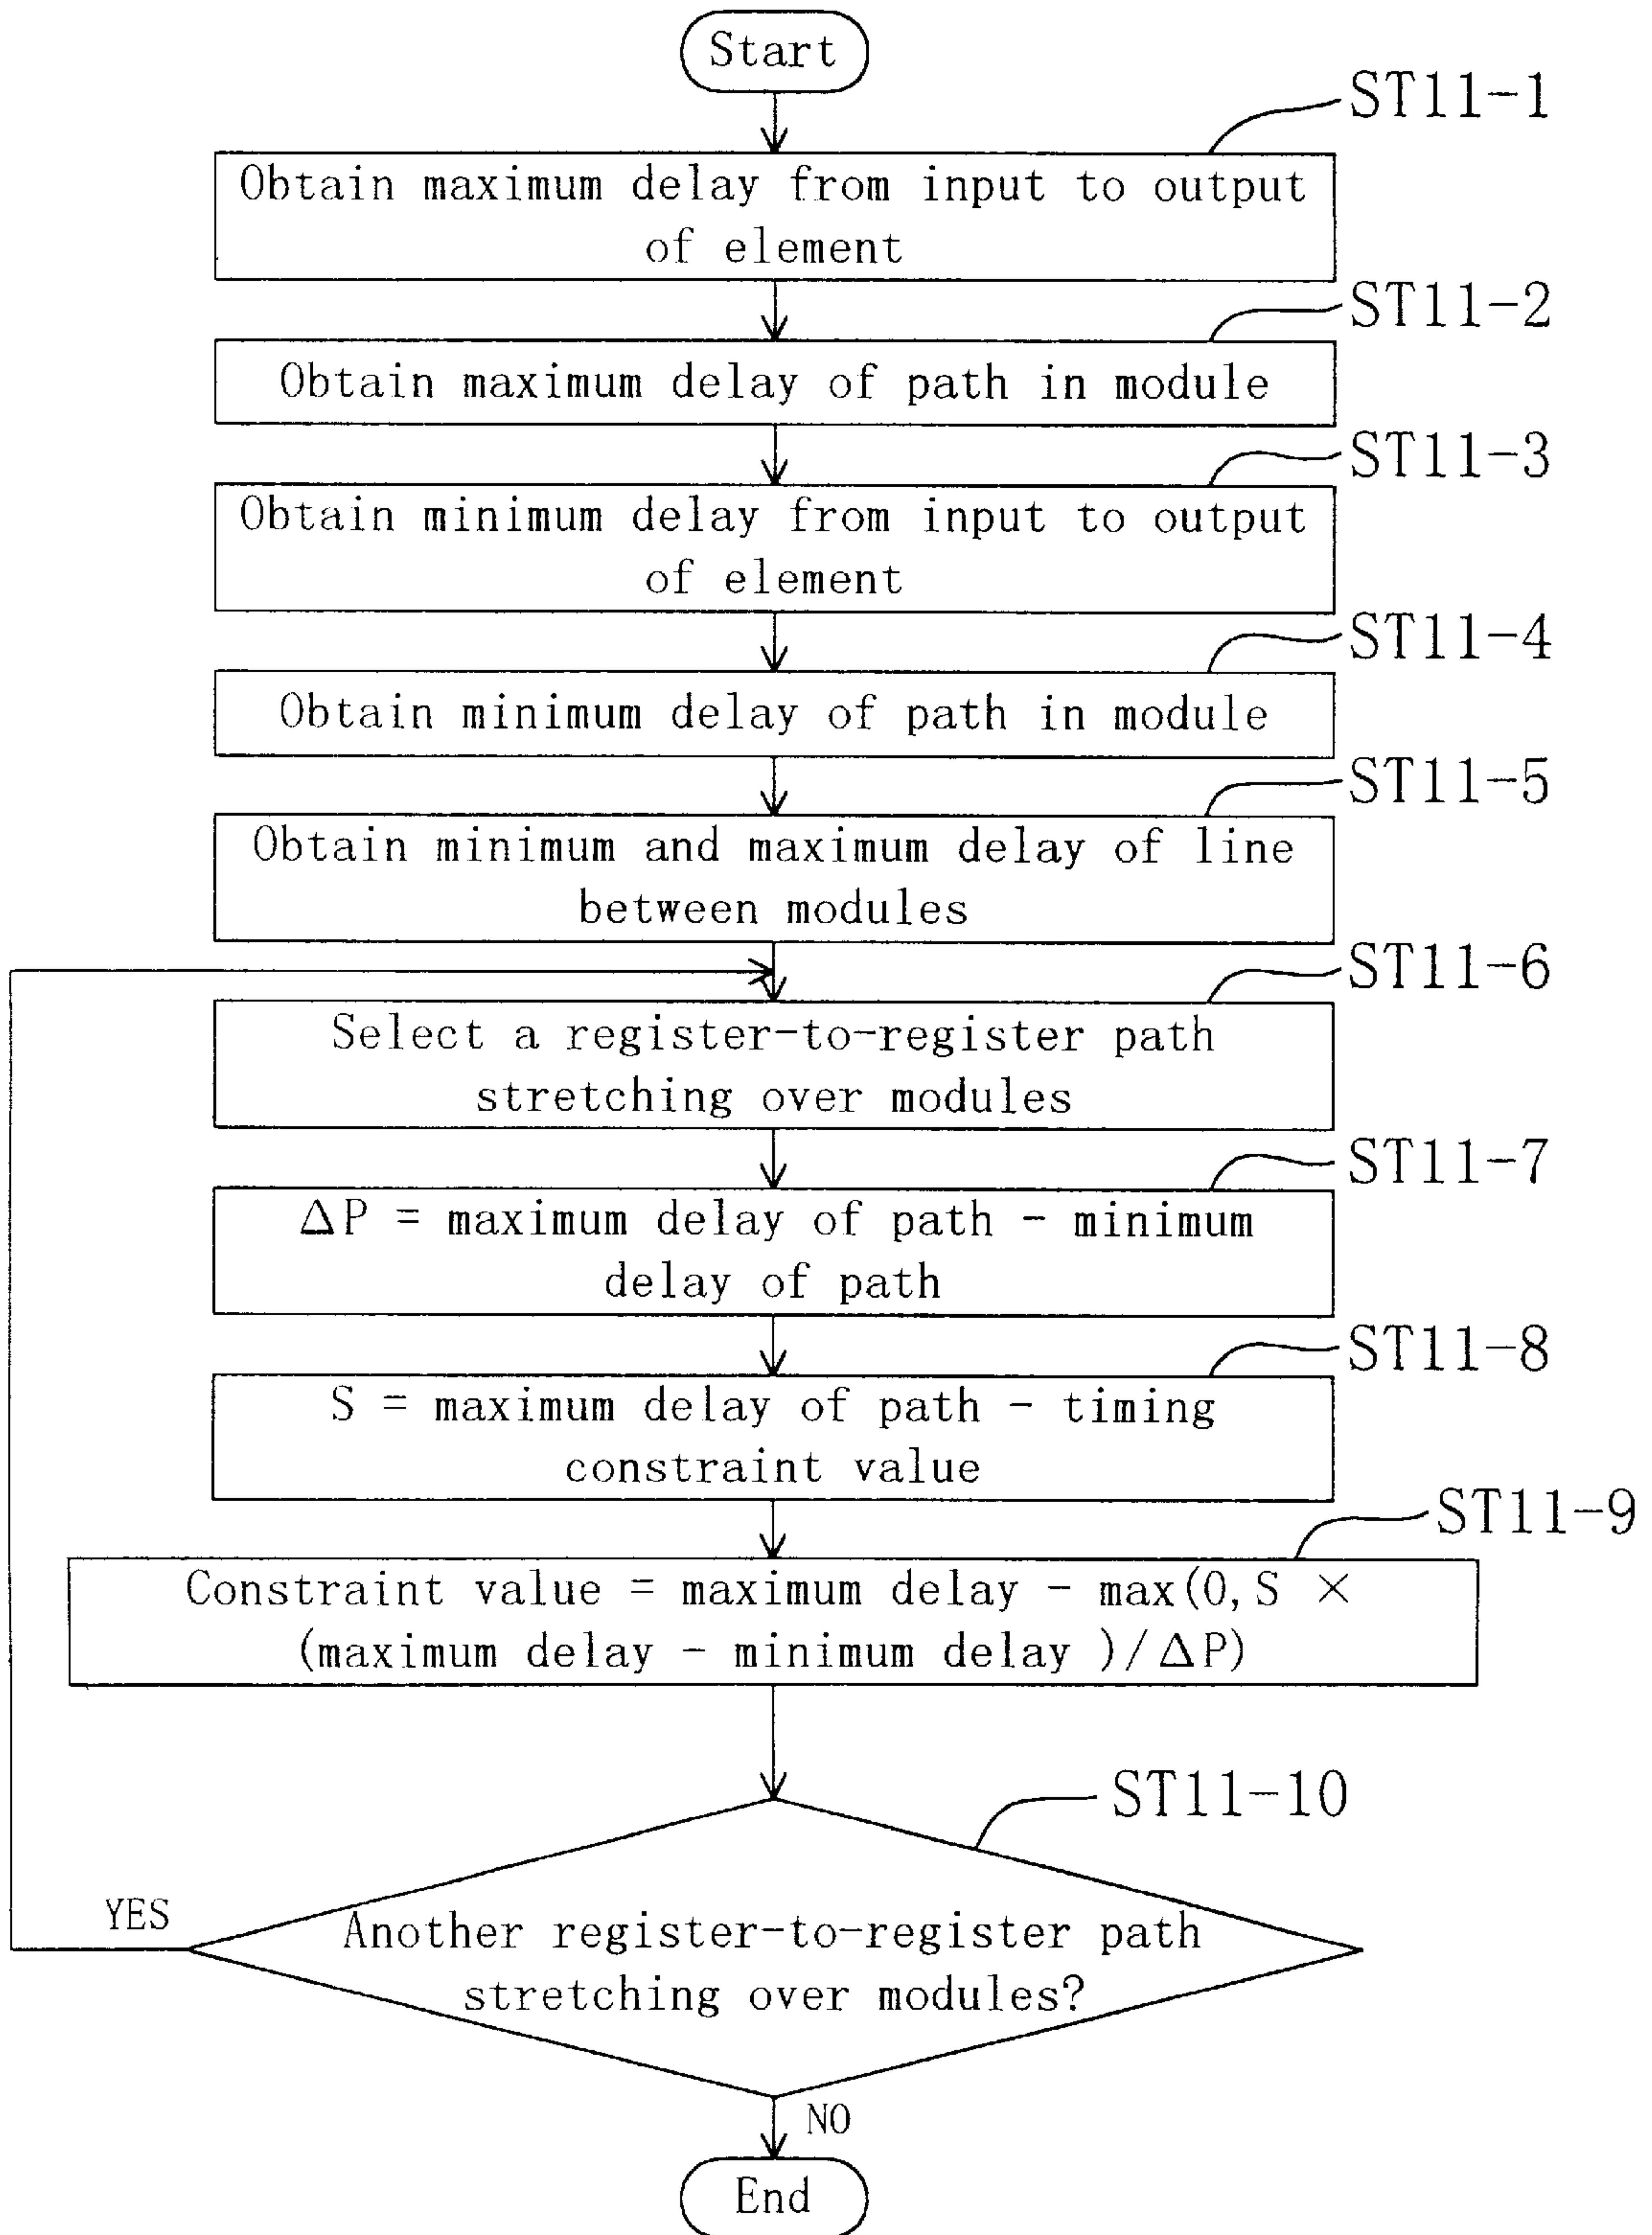 Start
ST11-1
Obtain maximum delay from input to output
of element
ST11-2
Obtain maximum delay of path in module
ST11-3
Obtain minimum delay from input to output
of element
ST11-4
Obtain minimum delay of path in module
ST11-5
Obtain minimum and maximum delay of line
between modules
ST11-6
Select a register-to-register path
stretching over modules
ST11-7
ΔP = maximum delay of path - minimum
delay of path
ST11-8
S = maximum delay of path - timing
constraint value
ST11-9
Constraint value = maximum delay - max(0, S ×
(maximum delay - minimum delay )/ΔP)
ST11-10
YES
Another register-to-register path
stretching over modules?
NO
End